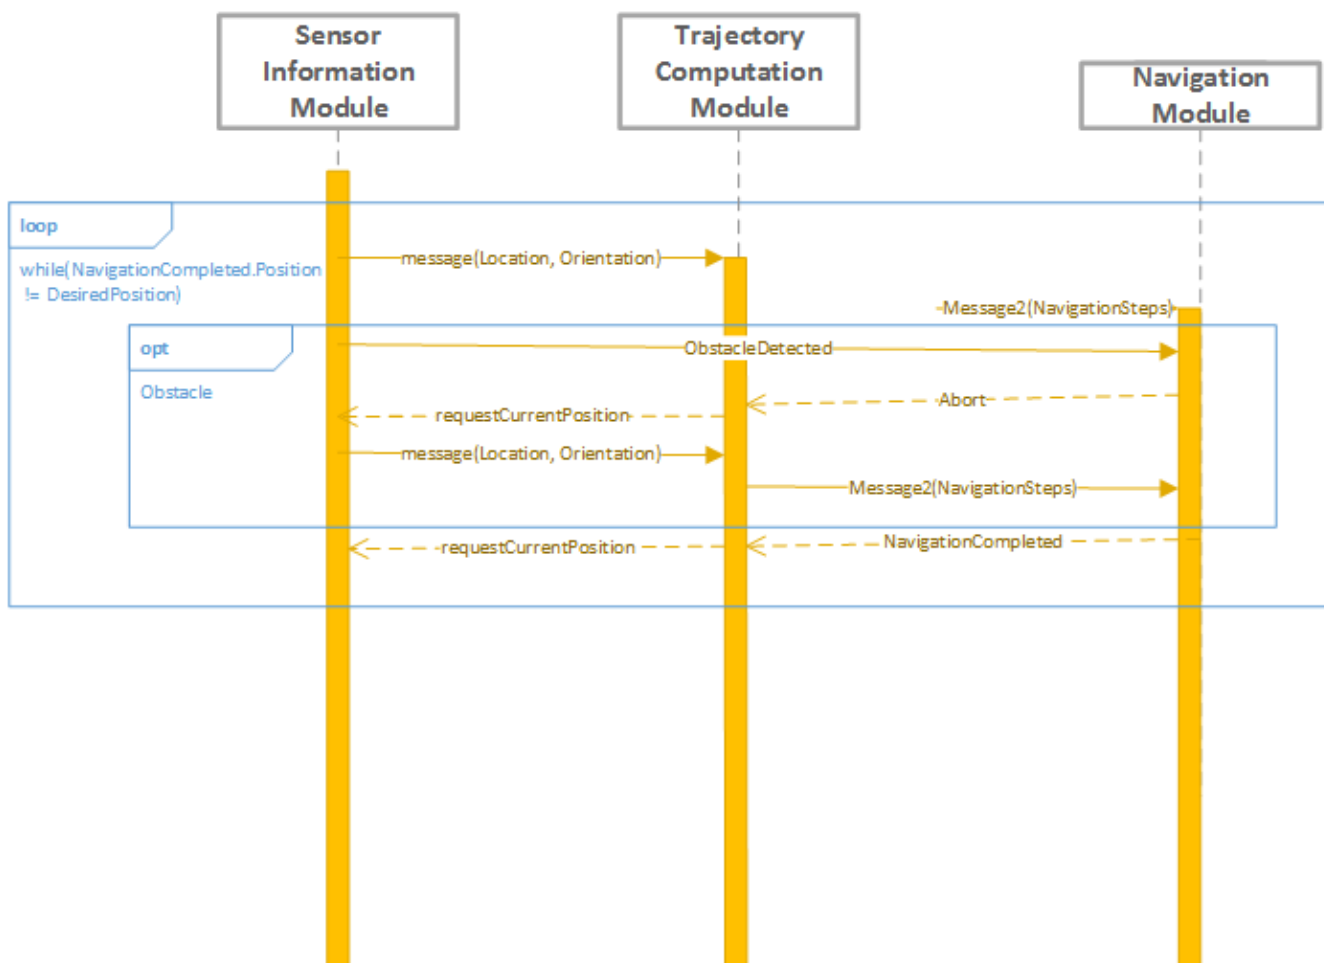 Sensor
Information
Module
Trajectory
Computation
Module
Navigation
Module
loop
while(NavigationCompleted.Position
!= DesiredPosition)
message(Location, Orientation)
Message2(NavigationSteps)
opt
ObstacleDetected
Obstacle
Abort
requestCurrentPosition
message(Location, Orientation)
Message2(NavigationSteps)
NavigationCompleted
requestCurrentPosition